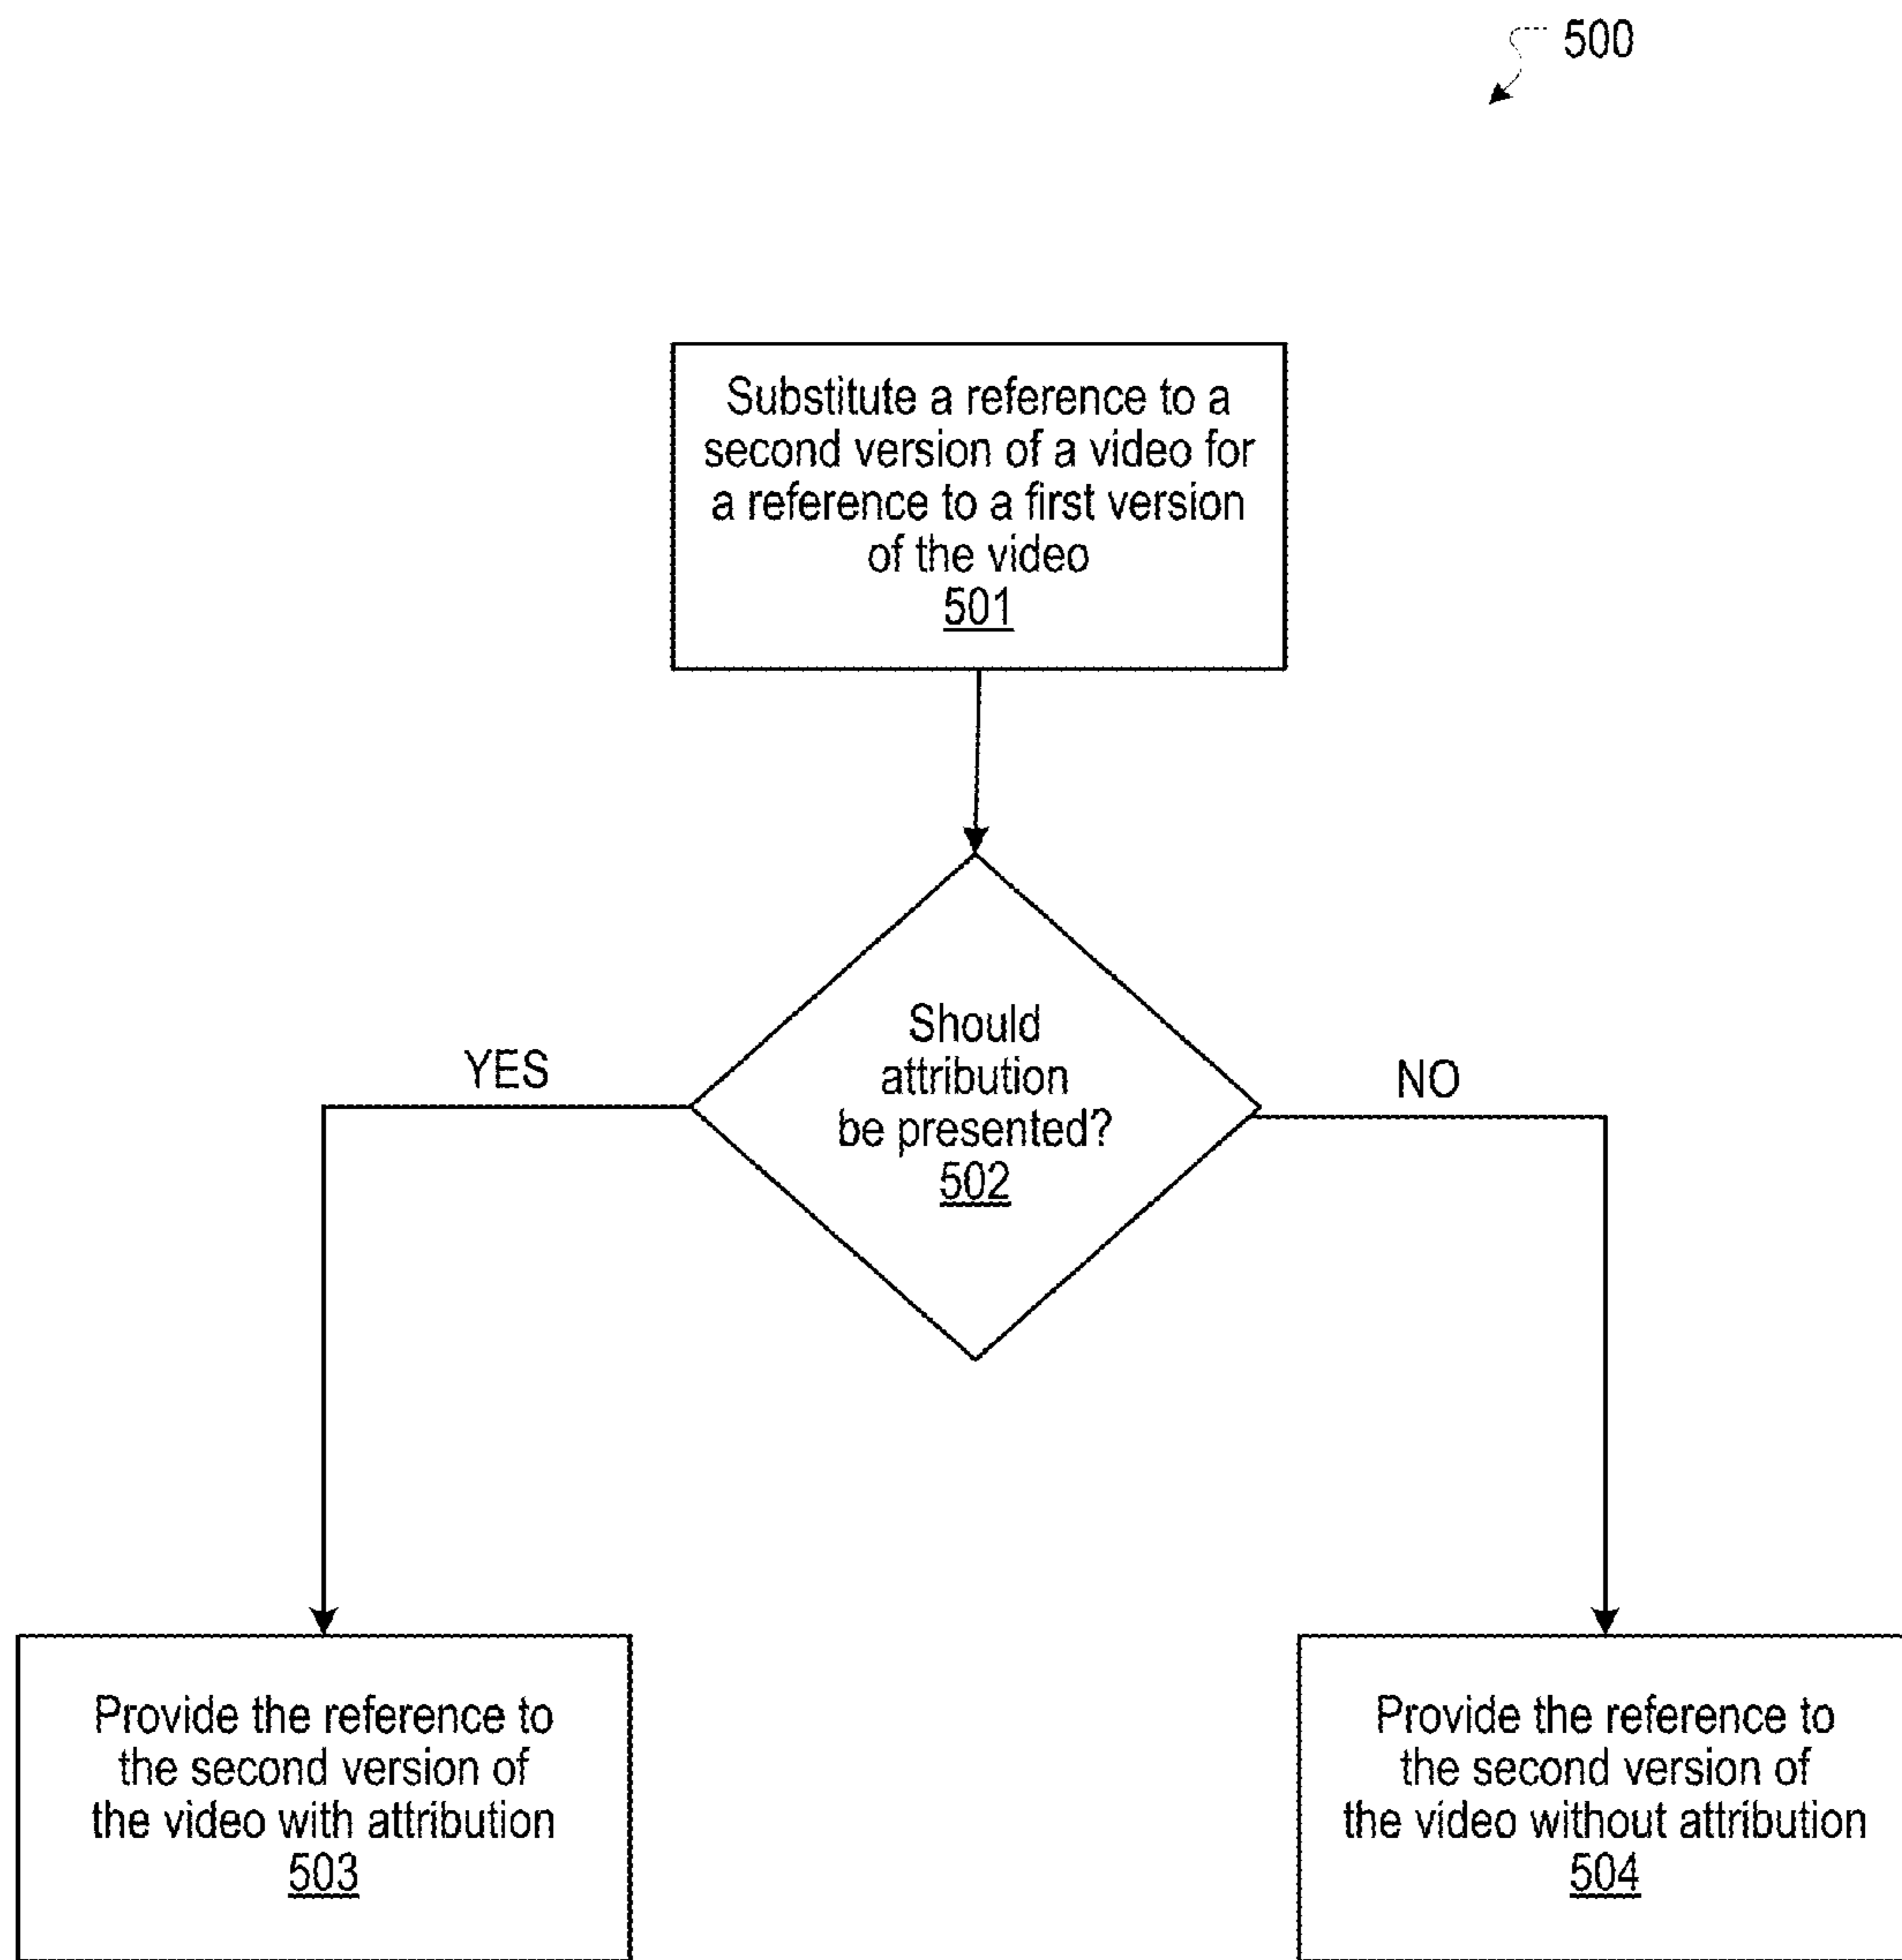 500
Substitute a reference to a
second version of a video for
a reference to a first version
of the video
501
Should
attribution
be presented?
502
YES
NO
Provide the reference to
the second version of
the video with attribution
503
Provide the reference to
the second version of
the video without attribution
504